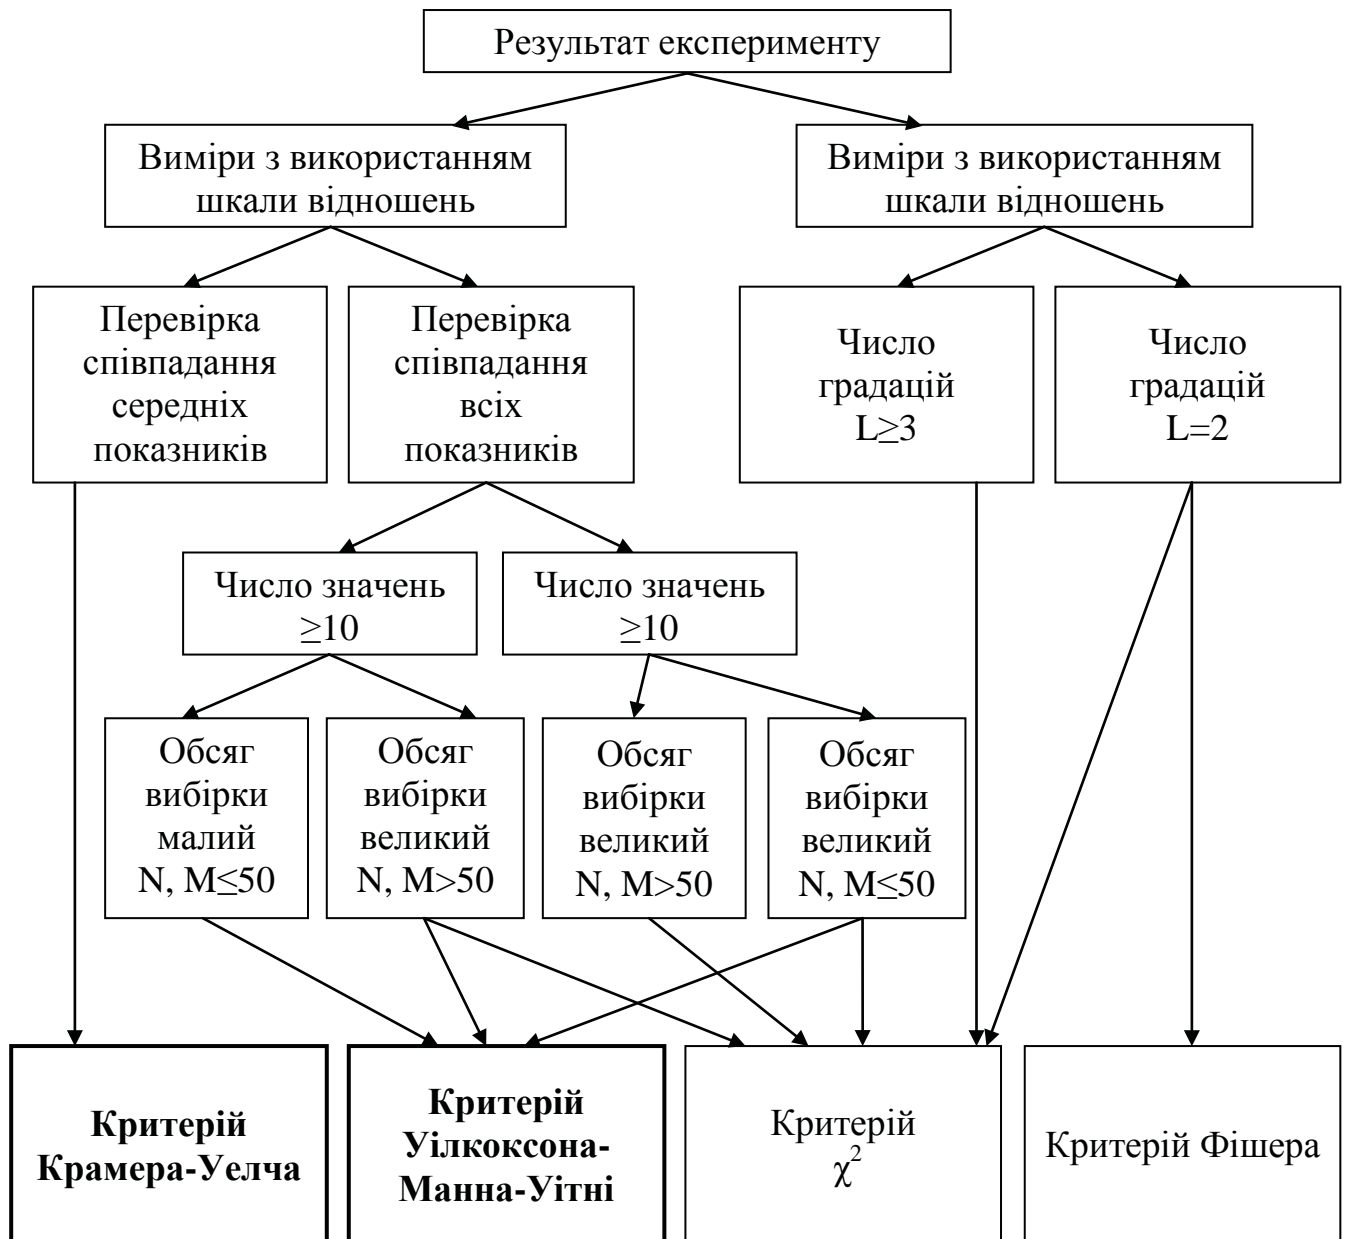 Результат експерименту
Виміри з використанням
шкали відношень
Виміри з використанням
шкали відношень
Перевірка
співпадання
середніх
показників
Перевірка
співпадання
всіх
показників
Число
градацій
L≥3
Число
градацій
L=2
Число значень
≥10
Число значень
≥10
Обсяг
вибірки
малий
N, M≤50
Обсяг
вибірки
великий
N, M>50
Обсяг
вибірки
великий
N, M>50
Обсяг
вибірки
великий
N, M≤50
Критерій
Крамера-Уелча
Критерій
Уілкоксона-
Манна-Уітні
Критерій
χ²
Критерій Фішера